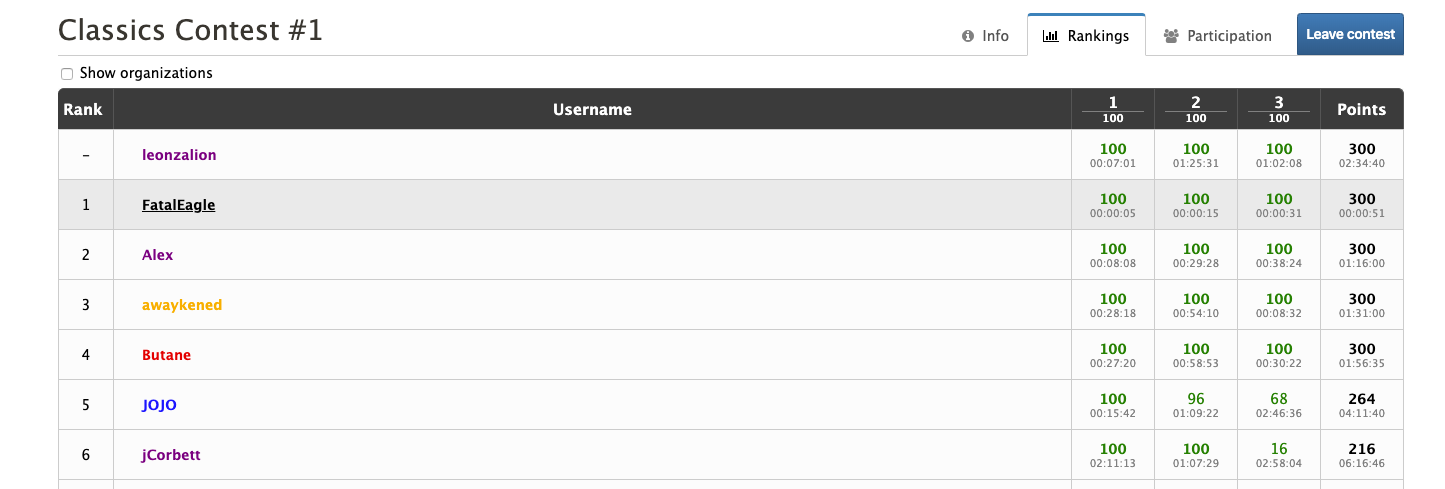 Classics Contest #1
Info Rankings Participation Leave contest
Show organizations
Rank Username 1 2 3 Points
100 100 100
– leonzalion 100 100 100 300
00:07:01 01:25:31 01:02:08 02:34:40
1 FatalEagle 100 100 100 300
00:00:05 00:00:15 00:00:31 00:00:51
2 Alex 100 100 100 300
00:08:08 00:29:28 00:38:24 01:16:00
3 awaykened 100 100 100 300
00:28:18 00:54:10 00:08:32 01:31:00
4 Butane 100 100 100 300
00:27:20 00:58:53 00:30:22 01:56:35
5 JOJO 100 96 68 264
00:15:42 01:09:22 02:46:36 04:11:40
6 jCorbett 100 100 16 216
02:11:13 01:07:29 02:58:04 06:16:46